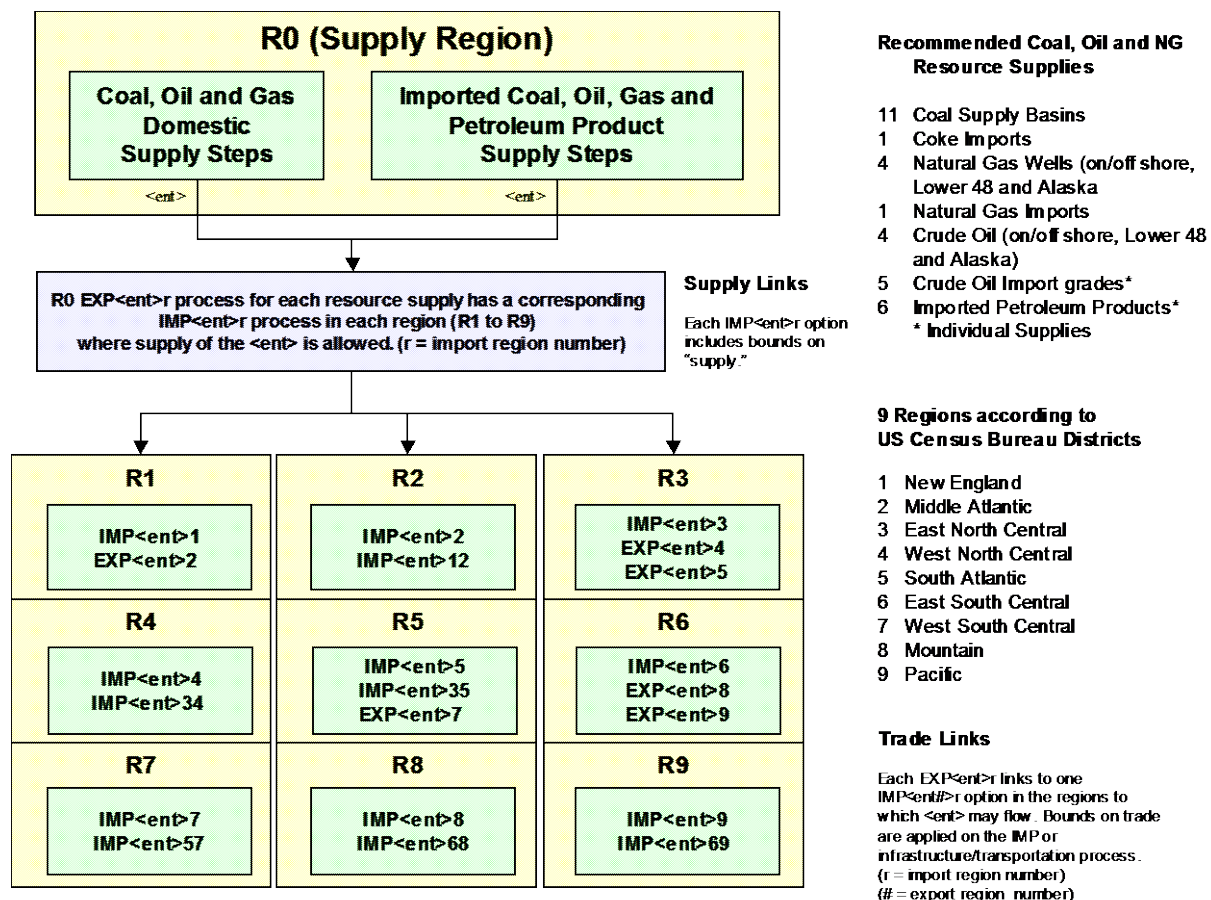 R0 (Supply Region)
Coal, Oil and Gas
Domestic
Supply Steps
<ent>
Imported Coal, Oil, Gas and
Petroleum Product
Supply Steps
<ent>
R0 EXP<ent>r process for each resource supply has a corresponding
IMP<ent>r process in each region (R1 to R9)
where supply of the <ent> is allowed. (r = import region number)
Supply Links
Each IMP<ent>r option
includes bounds on
"supply."
R1
IMP<ent>1
EXP<ent>2
R2
IMP<ent>2
IMP<ent>12
R3
IMP<ent>3
EXP<ent>4
EXP<ent>5
R4
IMP<ent>4
IMP<ent>34
R5
IMP<ent>5
IMP<ent>35
EXP<ent>7
R6
IMP<ent>6
EXP<ent>8
EXP<ent>9
R7
IMP<ent>7
IMP<ent>57
R8
IMP<ent>8
IMP<ent>68
R9
IMP<ent>9
IMP<ent>69
Recommended Coal, Oil and NG
Resource Supplies
11 Coal Supply Basins
1 Coke Imports
4 Natural Gas Wells (on/off shore,
Lower 48 and Alaska
1 Natural Gas Imports
4 Crude Oil (on/off shore, Lower 48
and Alaska)
5 Crude Oil Import grades*
6 Imported Petroleum Products*
* Individual Supplies
9 Regions according to
US Census Bureau Districts
1 New England
2 Middle Atlantic
3 East North Central
4 West North Central
5 South Atlantic
6 East South Central
7 West South Central
8 Mountain
9 Pacific
Trade Links
Each EXP<ent>r links to one
IMP<ent#>r option in the regions to
which <ent> may flow. Bounds on trade
are applied on the IMP or
infrastructure/transportation process.
(r = import region number)
(# = export region number)